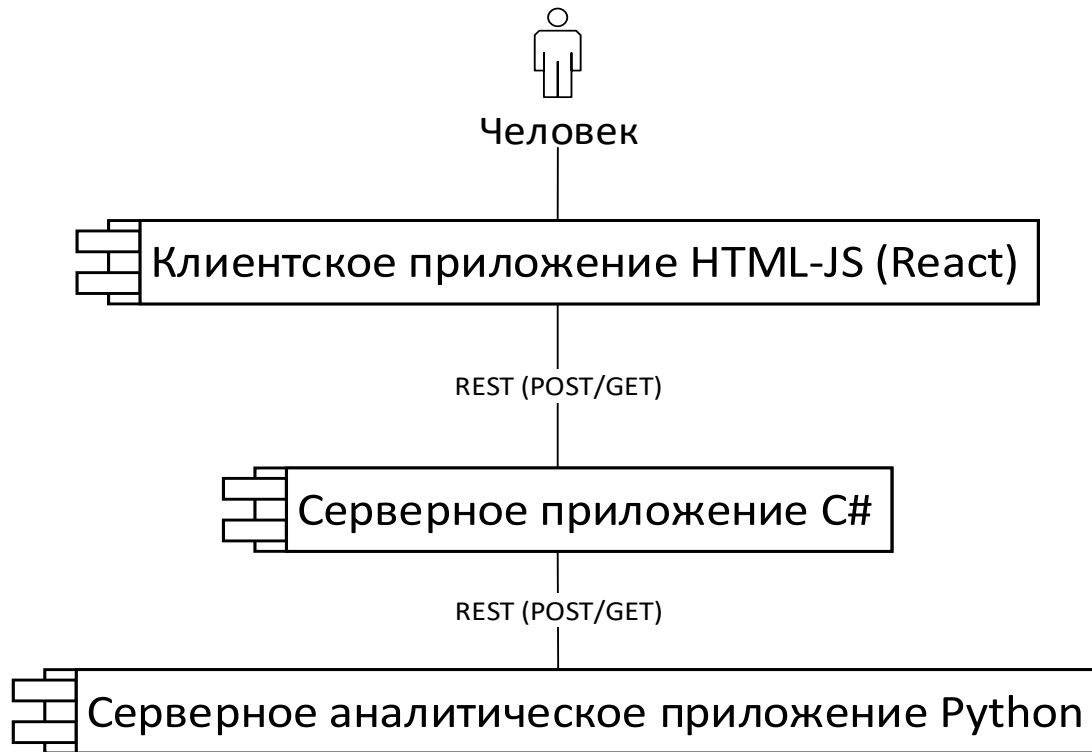 Человек
Клиентское приложение HTML-JS (React)
REST (POST/GET)
Серверное приложение C#
REST (POST/GET)
Серверное аналитическое приложение Python